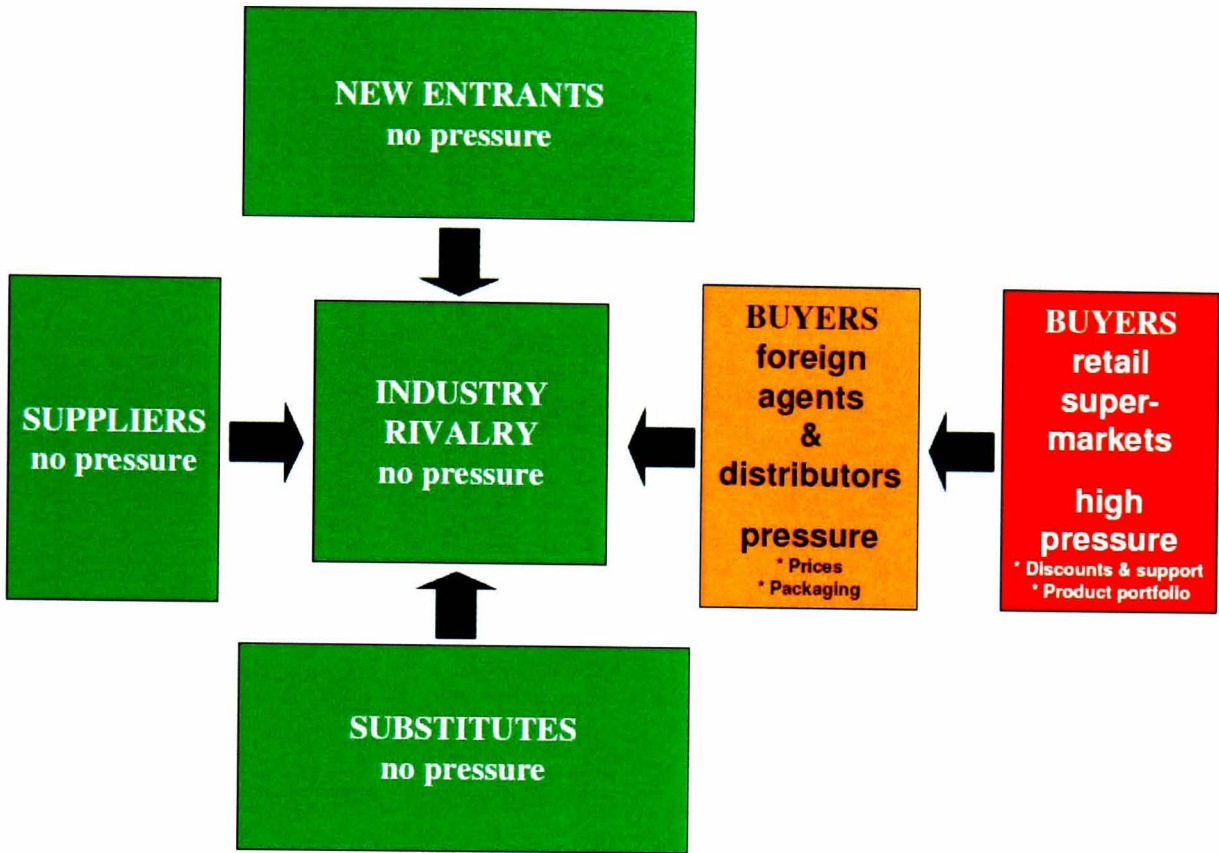 NEW ENTRANTS
no pressure
SUPPLIERS
no pressure
INDUSTRY
RIVALRY
no pressure
BUYERS
foreign
agents
&
distributors
pressure
* Prices
* Packaging
BUYERS
retail
super-
markets
high
pressure
* Discounts & support
* Product portfolio
SUBSTITUTES
no pressure